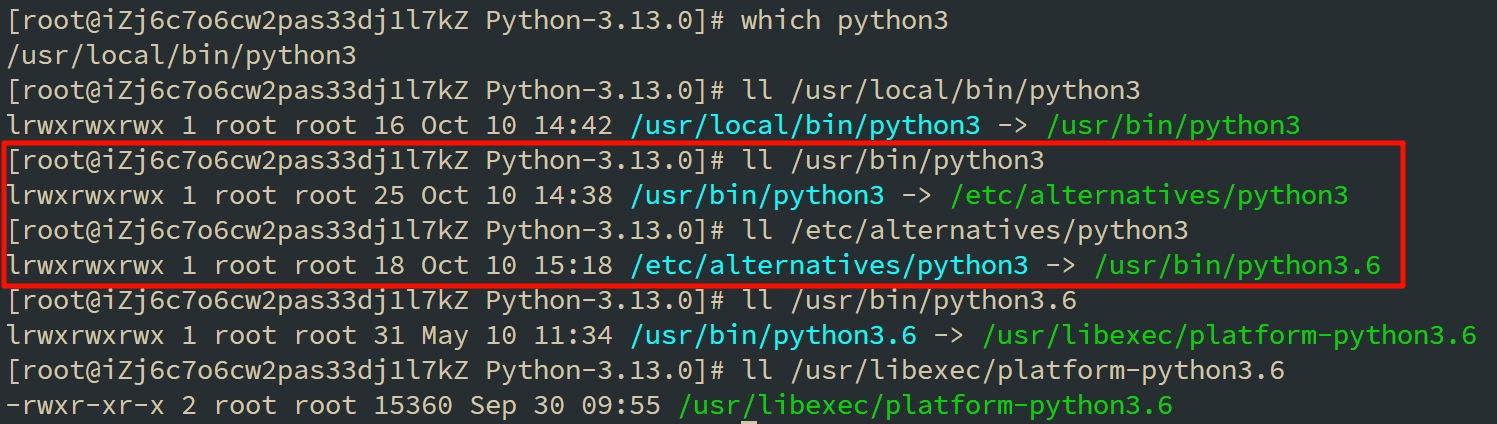 [root@iZj6c7o6cw2pas33dj1l7kZ Python-3.13.0]# which python3
/usr/local/bin/python3
[root@iZj6c7o6cw2pas33dj1l7kZ Python-3.13.0]# ll /usr/local/bin/python3
lrwxrwxrwx 1 root root 16 Oct 10 14:42 /usr/local/bin/python3 -> /usr/bin/python3
[root@iZj6c7o6cw2pas33dj1l7kZ Python-3.13.0]# ll /usr/bin/python3
lrwxrwxrwx 1 root root 25 Oct 10 14:38 /usr/bin/python3 -> /etc/alternatives/python3
[root@iZj6c7o6cw2pas33dj1l7kZ Python-3.13.0]# ll /etc/alternatives/python3
lrwxrwxrwx 1 root root 18 Oct 10 15:18 /etc/alternatives/python3 -> /usr/bin/python3.6
[root@iZj6c7o6cw2pas33dj1l7kZ Python-3.13.0]# ll /usr/bin/python3.6
lrwxrwxrwx 1 root root 31 May 10 11:34 /usr/bin/python3.6 -> /usr/libexec/platform-python3.6
[root@iZj6c7o6cw2pas33dj1l7kZ Python-3.13.0]# ll /usr/libexec/platform-python3.6
-rwxr-xr-x 2 root root 15360 Sep 30 09:55 /usr/libexec/platform-python3.6